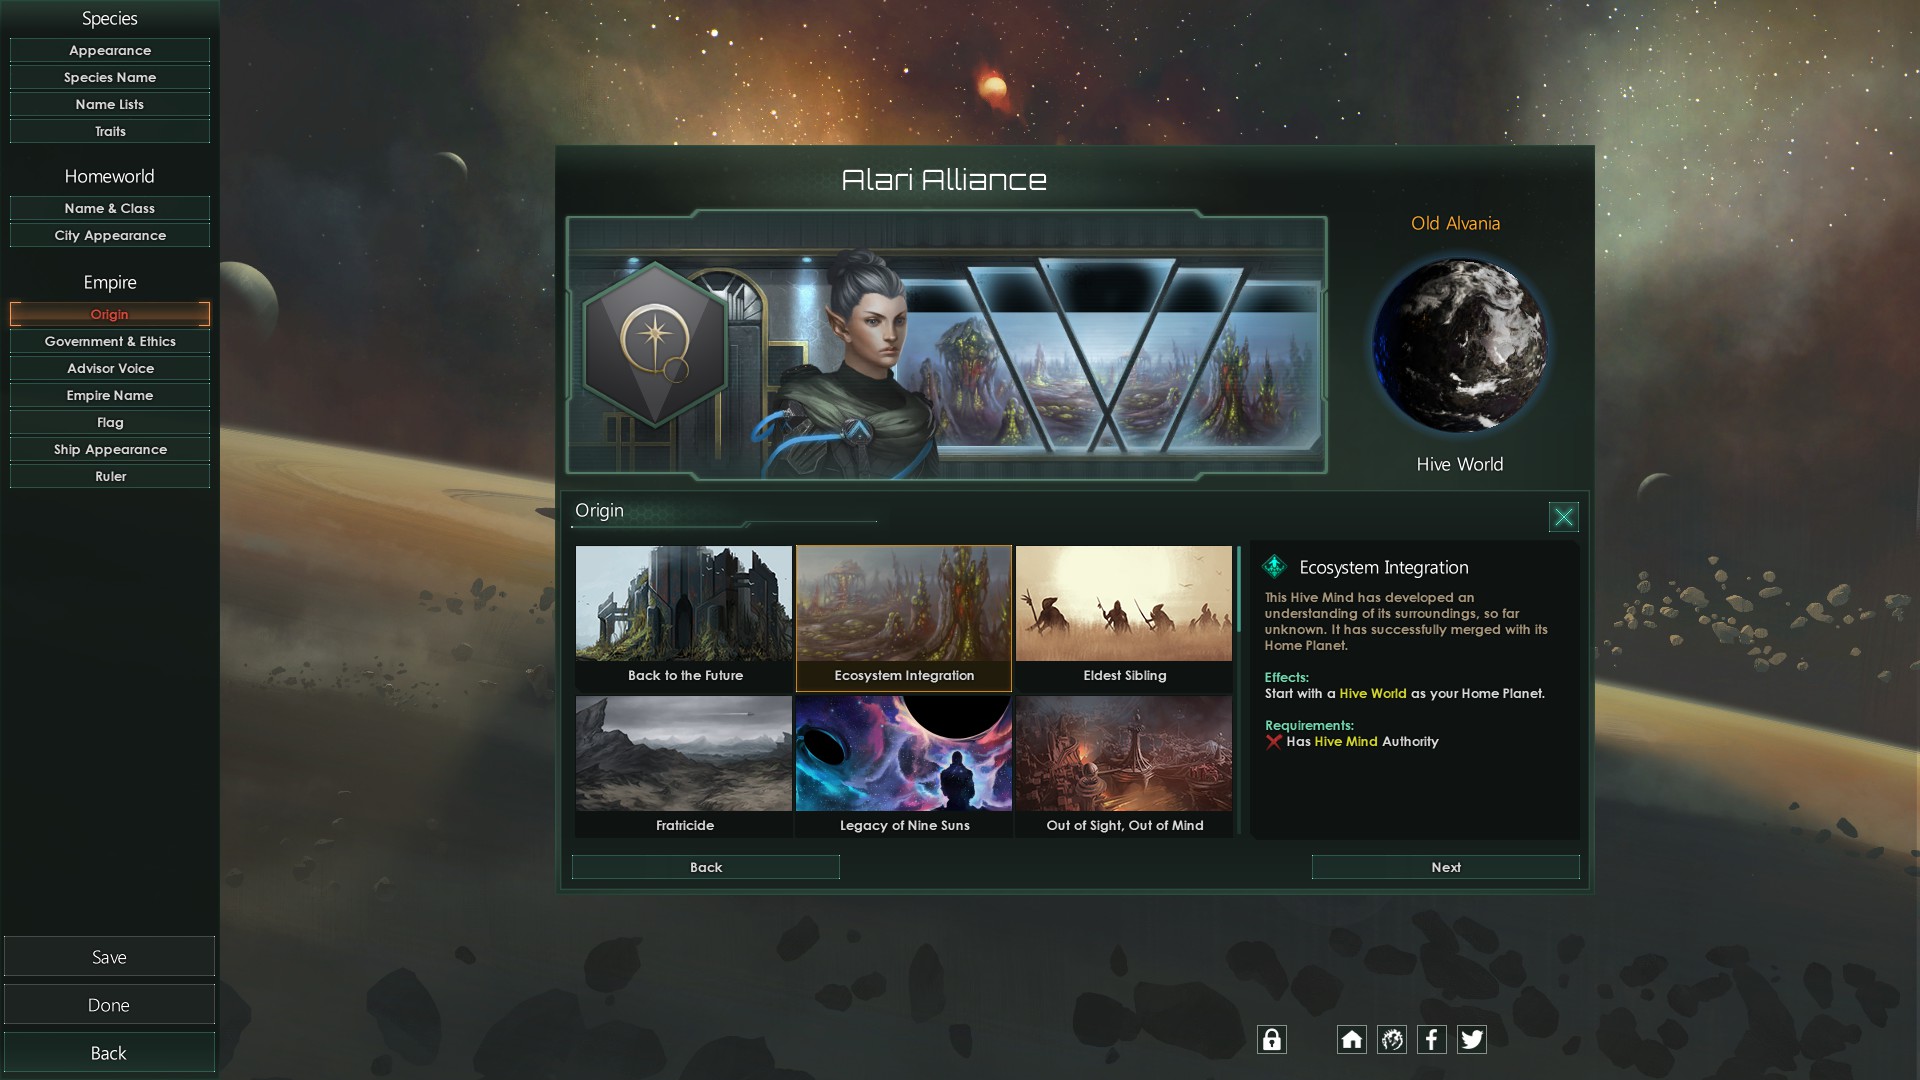 Species
Appearance
Species Name
Name Lists
Traits
Homeworld
Name & Class
City Appearance
Empire
Origin
Government & Ethics
Advisor Voice
Empire Name
Flag
Ship Appearance
Ruler
Save
Done
Back
Alari Alliance
Old Alvania
Hive World
Origin
Back to the Future
Ecosystem Integration
Eldest Sibling
Fratricide
Legacy of Nine Suns
Out of Sight, Out of Mind
Ecosystem Integration
This Hive Mind has developed an
understanding of its surroundings, so far
unknown. It has successfully merged with its
Home Planet.
Effects:
Start with a Hive World as your Home Planet.
Requirements:
Has Hive Mind Authority
Back
Next